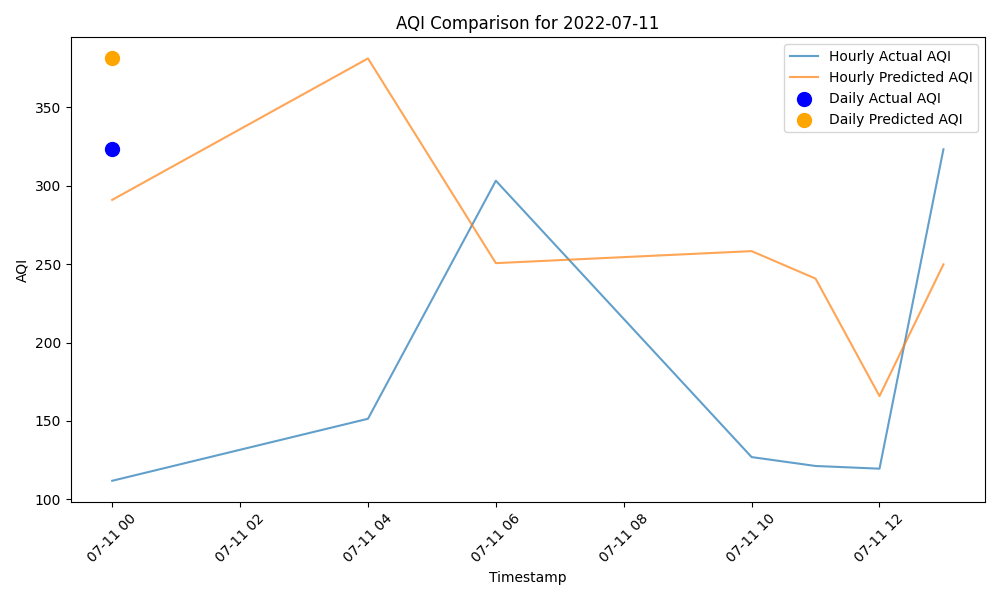 AQI Comparison for 2022-07-11
Hourly Actual AQI
Hourly Predicted AQI
Daily Actual AQI
Daily Predicted AQI
AQI
350
300
250
200
150
100
07-11 00
07-11 02
07-11 04
07-11 06
07-11 08
07-11 10
07-11 12
Timestamp